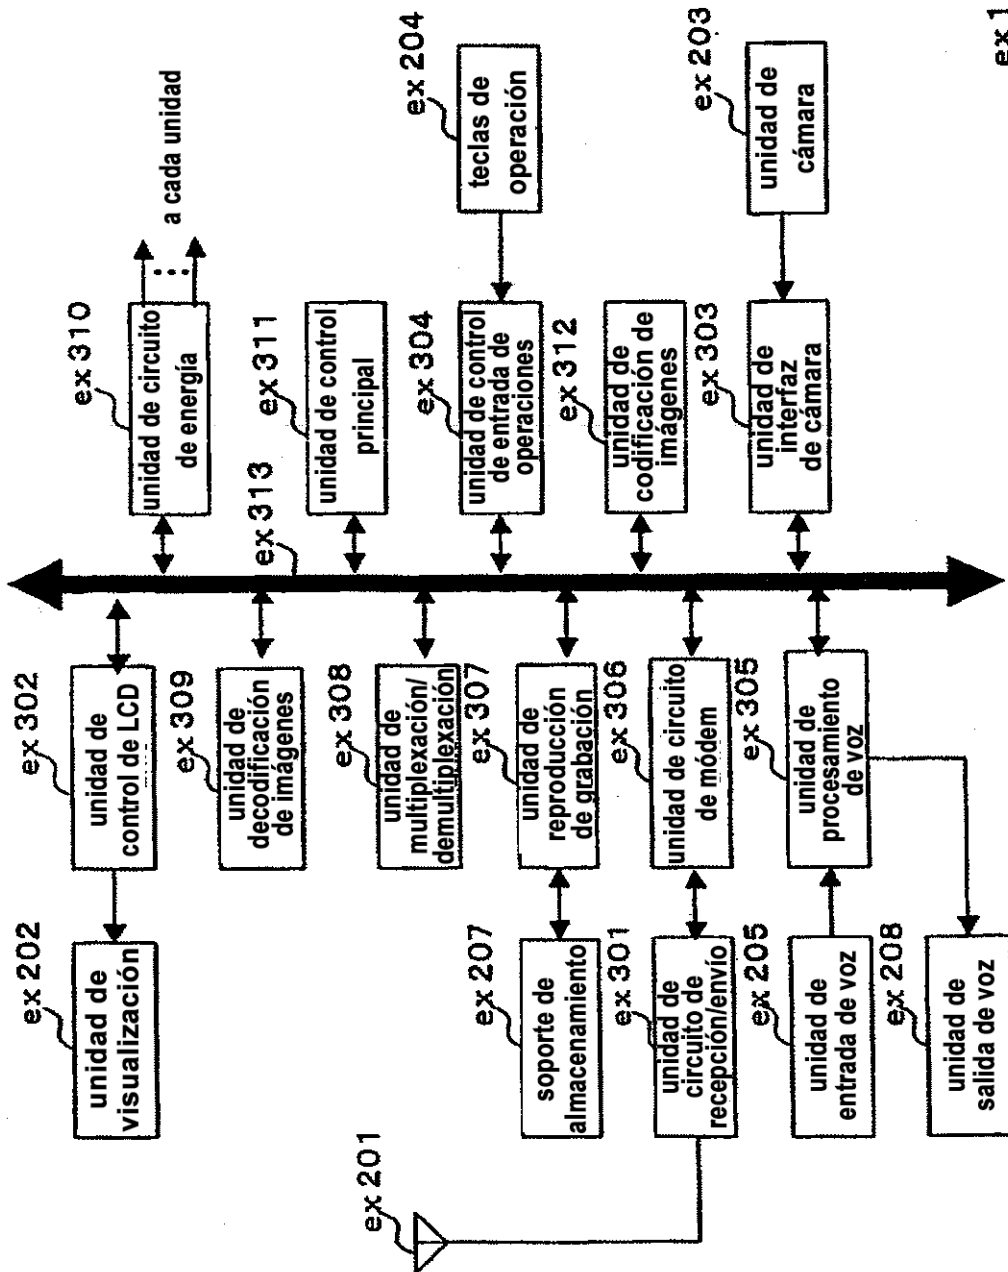 ex 202
unidad de
visualización
ex 302
unidad de
control de LCD
ex 309
unidad de
decodificación
de imágenes
ex 308
unidad de
multiplexación/
demultiplexación
ex 207
soporte de
almacenamiento
ex 307
unidad de
reproducción
de grabación
ex 201
ex 301
unidad de
circuito de
recepción/envío
ex 306
unidad de circuito
de módem
ex 205
unidad de
entrada de voz
ex 305
unidad de
procesamiento
de voz
ex 208
unidad de
salida de voz
ex 313
ex 310
unidad de circuito
de energía
a cada unidad
ex 311
unidad de control
principal
ex 304
unidad de control
de entrada de
operaciones
ex 204
teclas de
operación
ex 312
unidad de
codificación de
imágenes
ex 303
unidad de
interfaz
de cámara
ex 203
unidad de
cámara
ex 1